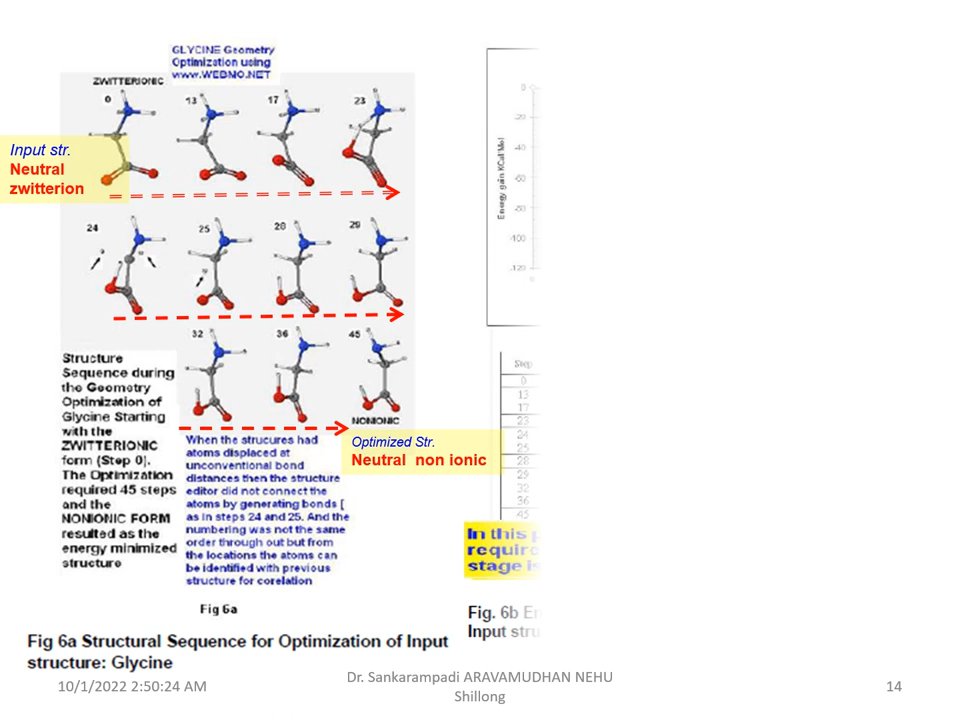 GLYCINE Geometry
Optimization using
www.WEBMO.NET
ZWITTERIONIC
0
13
17
23
Input str.
Neutral
zwitterion
24
25
28
29
32
36
45
NONIONIC
Structure
Sequence during
the Geometry
Optimization of
Glycine Starting
with the
ZWITTERIONIC
form (Step 0).
The Optimization
required 45 steps
and the
NONIONIC FORM
resulted as the
energy minimized
structure
When the strucures had
atoms displaced at
unconventional bond
distances then the structure
editor did not connect the
atoms by generating bonds [
as in steps 24 and 25. And the
numbering was not the same
order through out but from
the locations the atoms can
be identified with previous
structure for corelation
Optimized Str.
Neutral non ionic
Fig 6a
Fig 6a Structural Sequence for Optimization of Input
structure: Glycine
Energy gain KCal/Mol
0
-20
-40
-60
-80
-100
-120
0
Step
0
13
17
23
24
25
28
29
32
36
45
In this
require
stage is
Fig. 6b En
Input stru
10/1/2022 2:50:24 AM
Dr. Sankarampadi ARAVAMUDHAN NEHU
Shillong
14